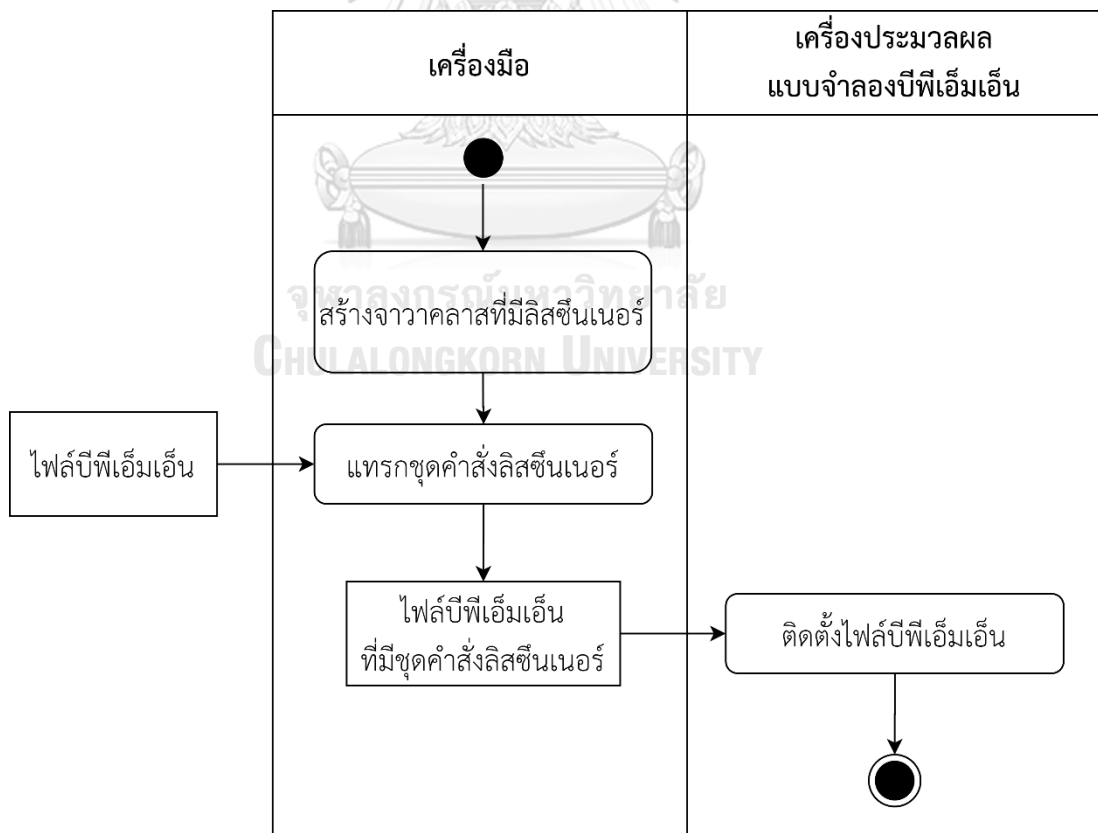 เครื่องมือ
เครื่องประมวลผล
แบบจำลองบีพีเอ็มเอ็น
สร้างจาวาคลาสที่มีลิสซึนเนอร์
จุฬาลงกรณ์มหาวิทยาลัย
CHULALONGKORN UNIVERSITY
ไฟล์บีพีเอ็มเอ็น
แทรกชุดคำสั่งลิสซึนเนอร์
ไฟล์บีพีเอ็มเอ็น
ที่มีชุดคำสั่งลิสซึนเนอร์
ติดตั้งไฟล์บีพีเอ็มเอ็น